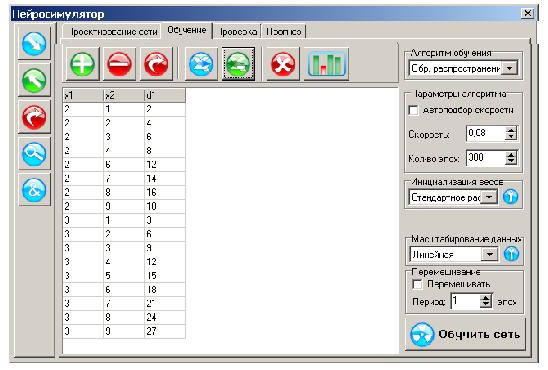 Нейросимулятор
Проектирование сети Обучение Проверка Прогноз
Алгоритм обучения
Обр. распространени
Параметры алгоритма
Автоподбор скорости
Скорость: 0,08
Кол-во эпох: 300
Инициализация весов
Стандартное рас
Масштабирование данных
Линейная
Перемешивание
Перемешивать
Период: 1 эпох
Обучить сеть
x1 x2 d1
2 1 2
2 2 4
2 3 6
2 4 8
2 6 12
2 7 14
2 8 16
2 9 10
3 1 3
3 2 6
3 3 9
3 4 12
3 5 15
3 6 18
3 7 21
3 8 24
3 9 27